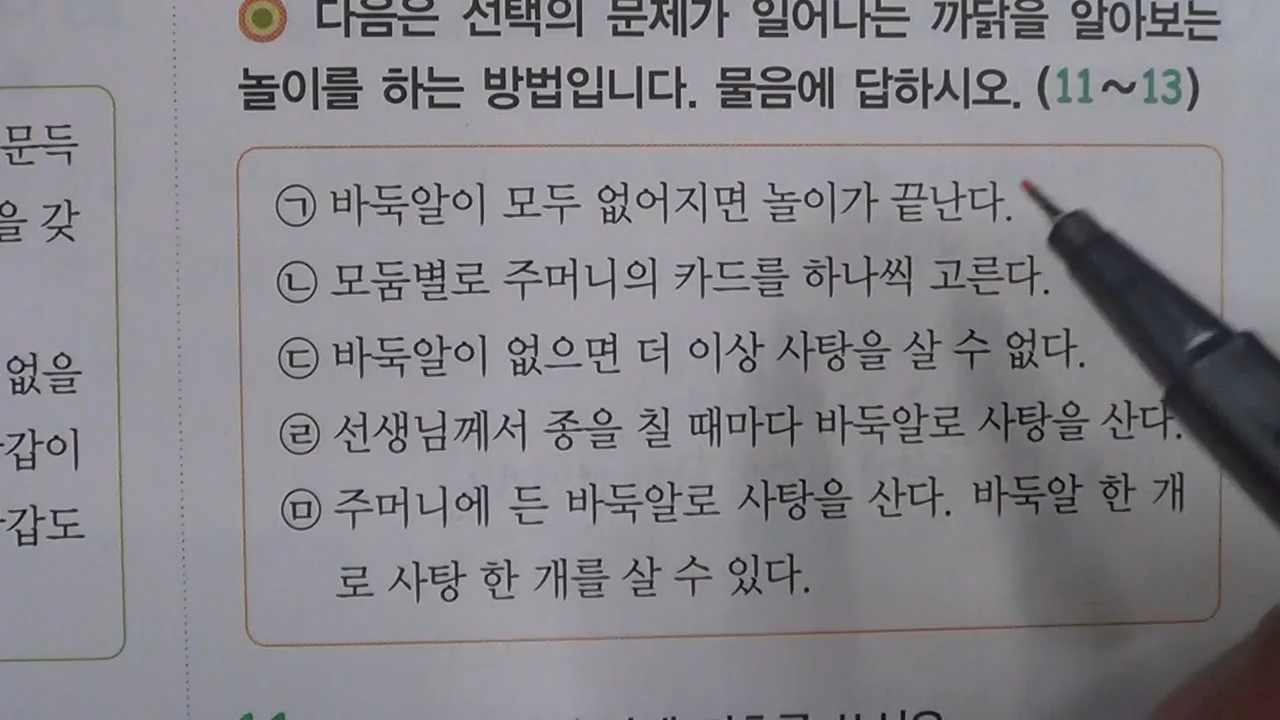 다음은 선택의 문제가 일어나는 까닭을 알아보는
놀이를 하는 방법입니다. 물음에 답하시오. (11~13)
㉠ 바둑알이 모두 없어지면 놀이가 끝난다.
㉡ 모둠별로 주머니의 카드를 하나씩 고른다.
㉢ 바둑알이 없으면 더 이상 사탕을 살 수 없다.
㉣ 선생님께서 종을 칠 때마다 바둑알로 사탕을 산다.
㉤ 주머니에 든 바둑알로 사탕을 산다. 바둑알 한 개
로 사탕 한 개를 살 수 있다.
문득
을 갖
없을
갑이
갑도